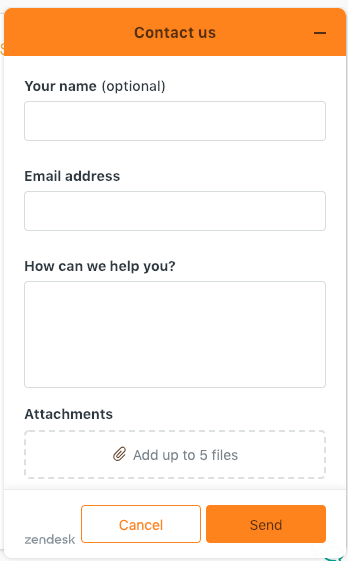 Contact us
Your name (optional)
Email address
How can we help you?
Attachments
Add up to 5 files
zendesk
Cancel
Send